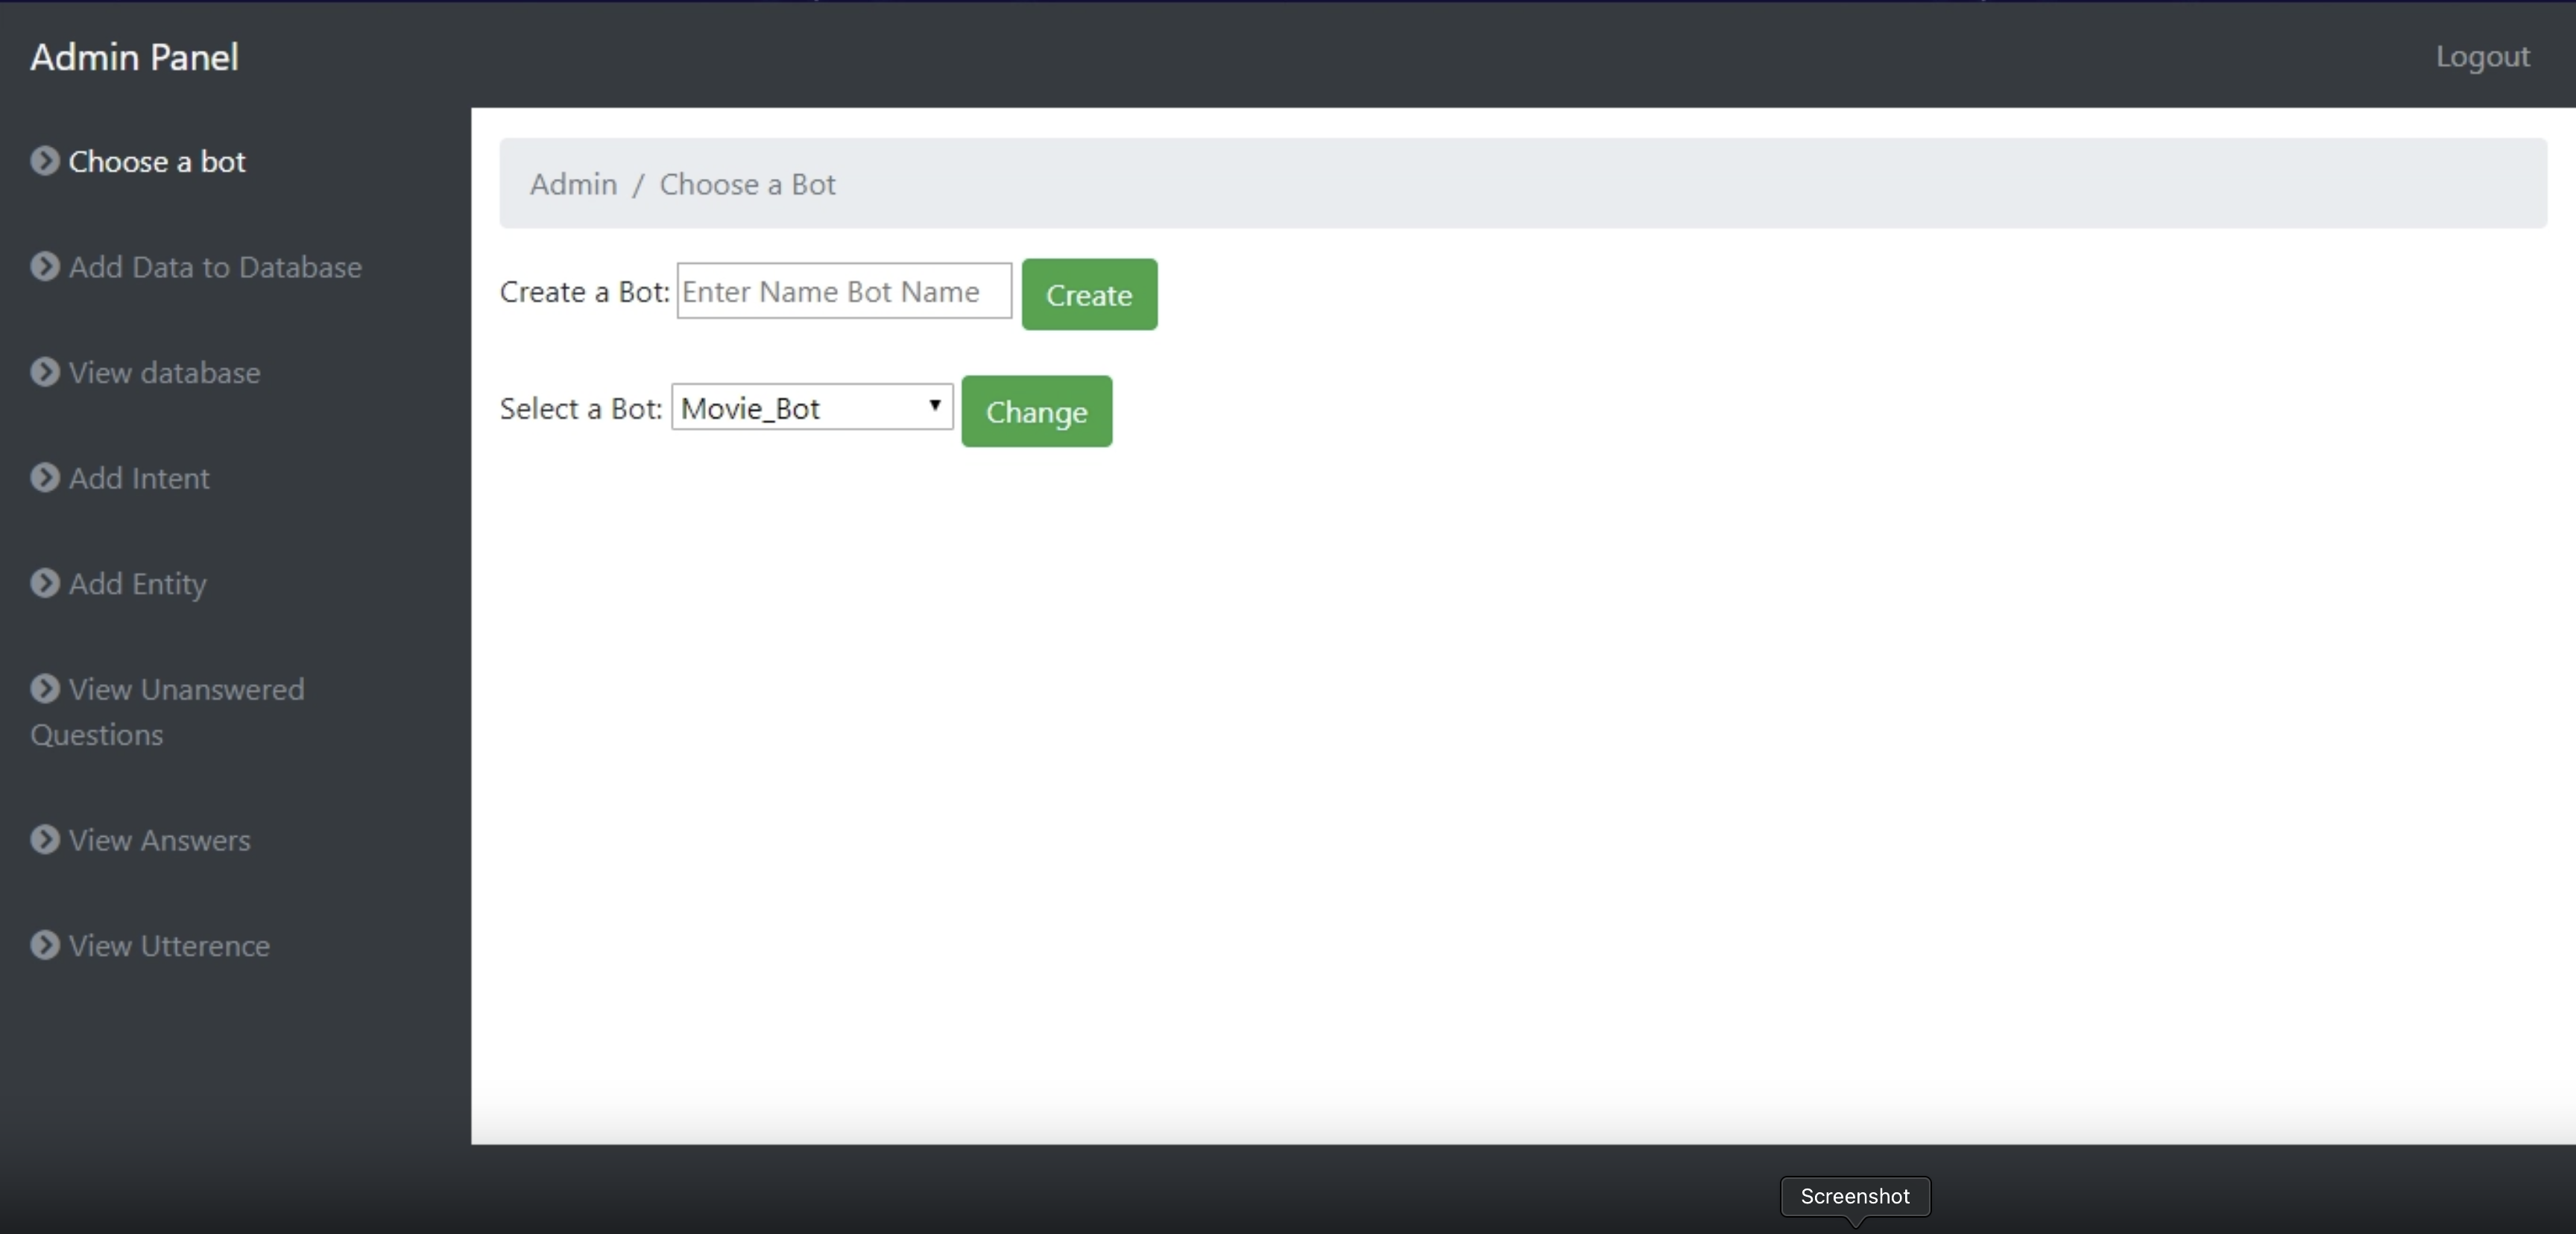 Admin Panel
Logout
Choose a bot
Add Data to Database
View database
Add Intent
Add Entity
View Unanswered
Questions
View Answers
View Utterence
Admin / Choose a Bot
Create a Bot: Enter Name Bot Name Create
Select a Bot: Movie_Bot Change
Screenshot